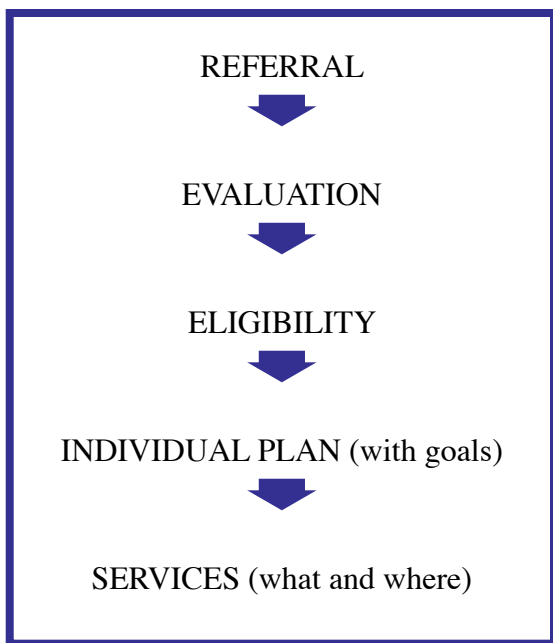 REFERRAL
EVALUATION
ELIGIBILITY
INDIVIDUAL PLAN (with goals)
SERVICES (what and where)